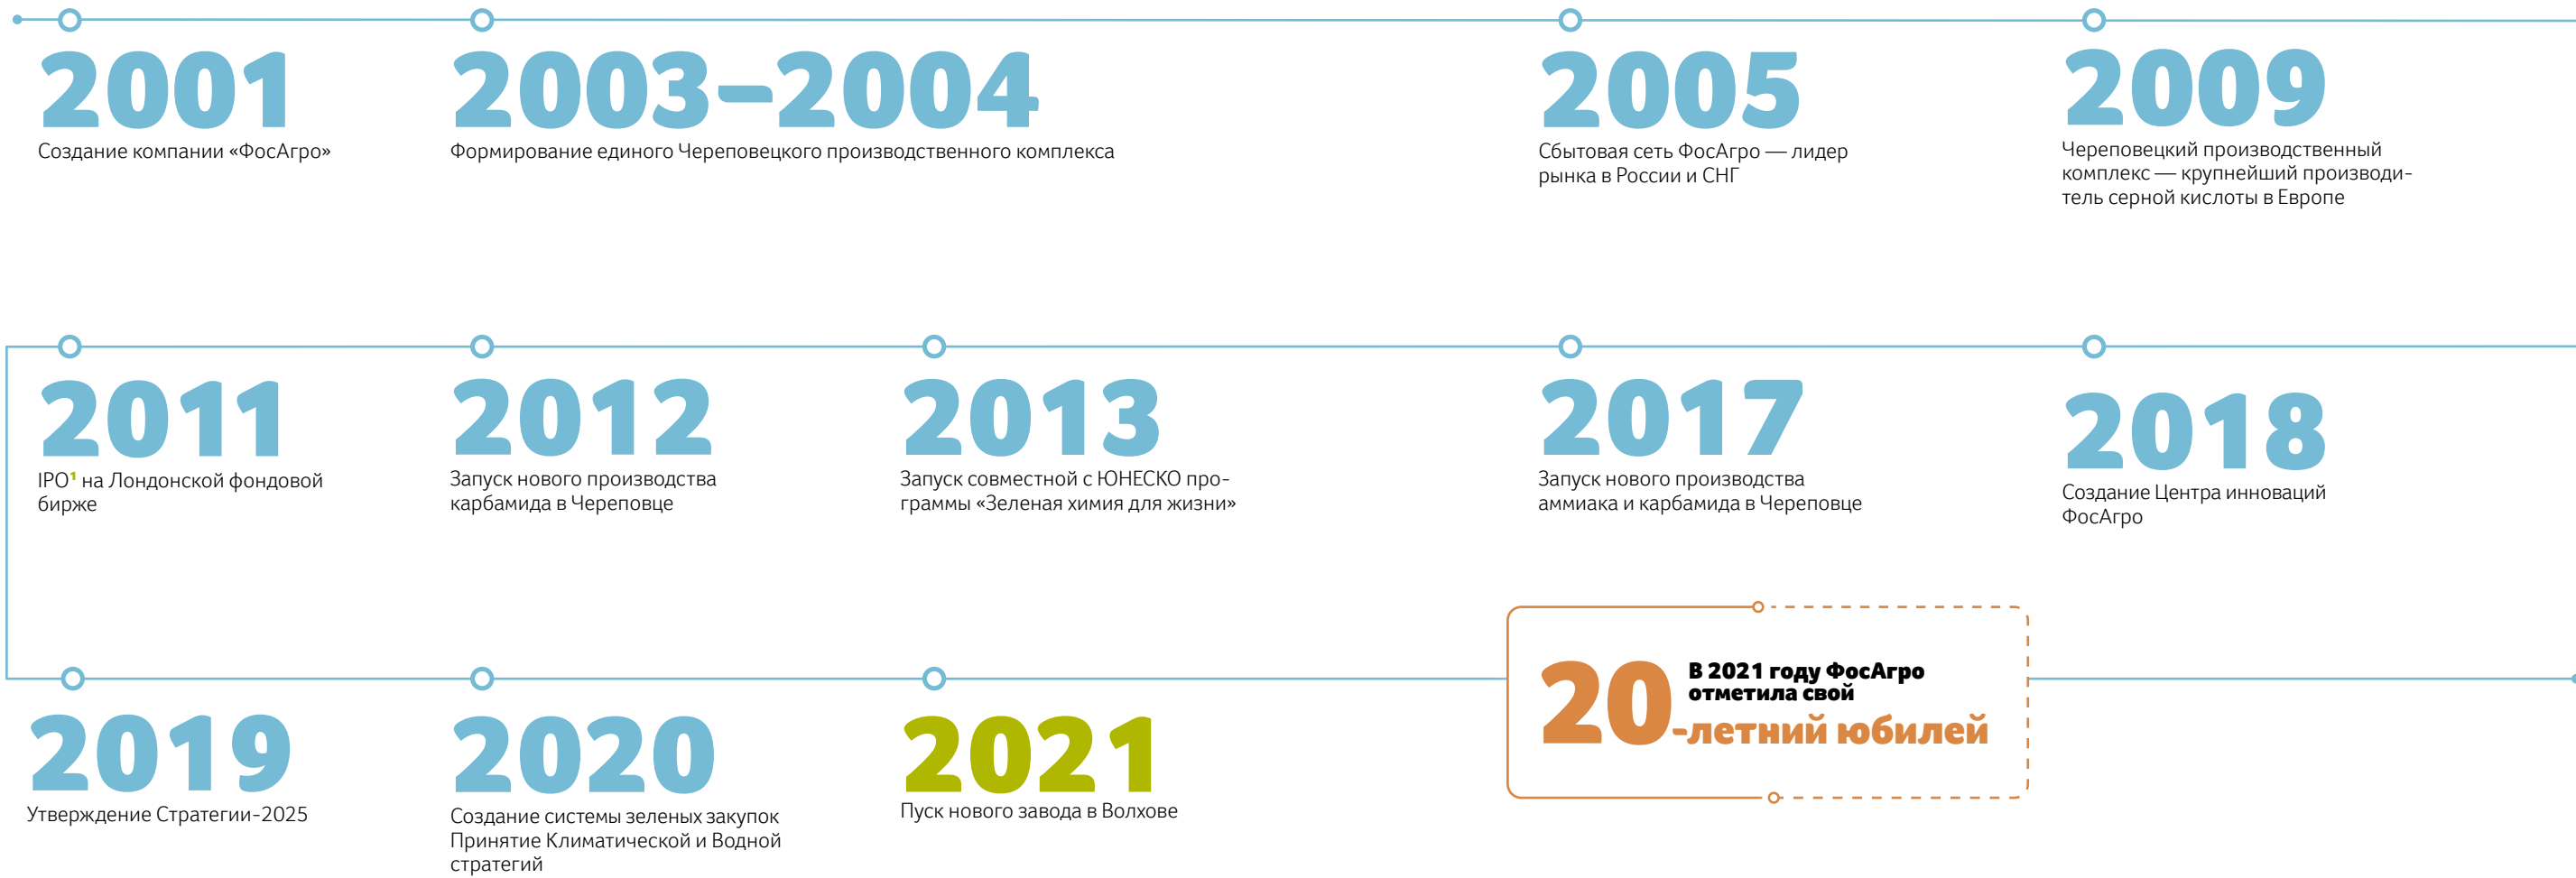 2001
Создание компании «ФосАгро»
2003–2004
Формирование единого Череповецкого производственного комплекса
2005
Сбытовая сеть ФосАгро — лидер
рынка в России и СНГ
2009
Череповецкий производственный
комплекс — крупнейший производи-
тель серной кислоты в Европе
2011
IPO¹ на Лондонской фондовой
бирже
2012
Запуск нового производства
карбамида в Череповце
2013
Запуск совместной с ЮНЕСКО про-
граммы «Зеленая химия для жизни»
2017
Запуск нового производства
аммиака и карбамида в Череповце
2018
Создание Центра инноваций
ФосАгро
2019
Утверждение Стратегии-2025
2020
Создание системы зеленых закупок
Принятие Климатической и Водной
стратегий
2021
Пуск нового завода в Волхове
В 2021 году ФосАгро
отметила свой
20-летний юбилей